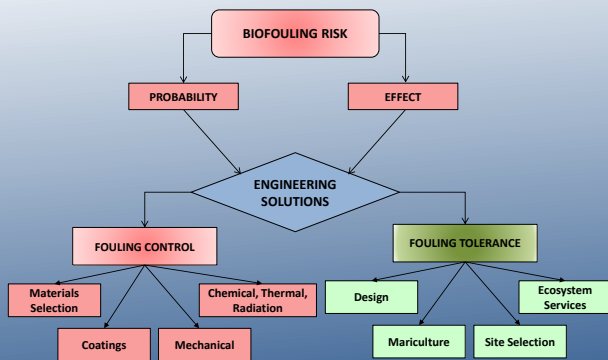 BIOFOULING RISK
PROBABILITY
EFFECT
ENGINEERING
SOLUTIONS
FOULING CONTROL
FOULING TOLERANCE
Materials
Selection
Chemical, Thermal,
Radiation
Design
Ecosystem
Services
Coatings
Mechanical
Mariculture
Site Selection